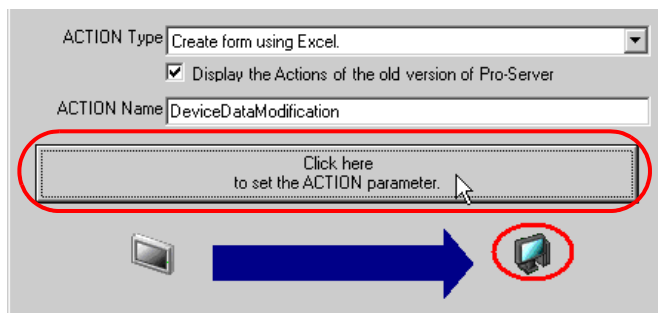 ACTION Type Create form using Excel.
Display the Actions of the old version of Pro-Server
ACTION Name DeviceDataModification
Click here
to set the ACTION parameter.